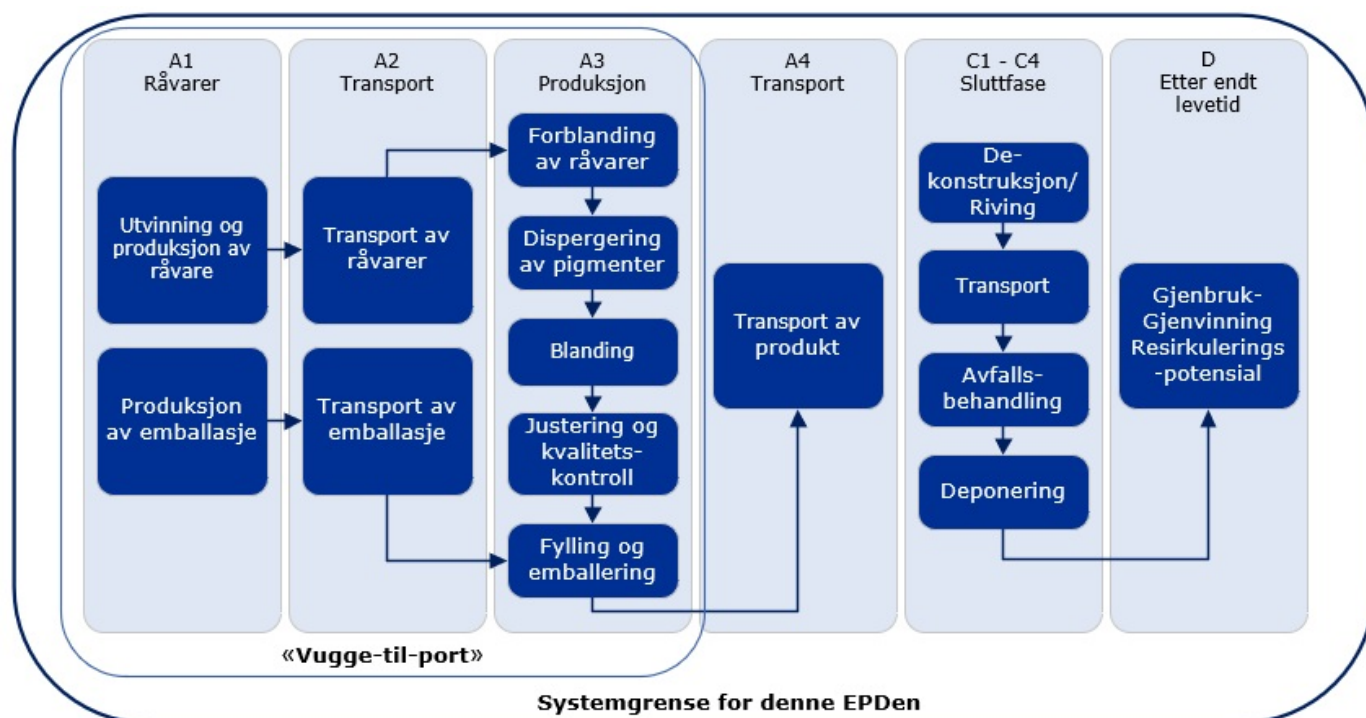 A1
Råvarer
A2
Transport
A3
Produksjon
A4
Transport
C1 - C4
Sluttfase
D
Etter endt
levetid
Utvinning og
produksjon av
råvare
Produksjon
av emballasje
Transport av
råvarer
Transport av
emballasje
Forblanding
av råvarer
Dispergering
av pigmenter
Blanding
Justering og
kvalitets-
kontroll
Fylling og
emballering
Transport av
produkt
De-
konstruksjon/
Riving
Transport
Avfalls-
behandling
Deponering
Gjenbruk-
Gjenvinning
Resirkulerings
-potensial
«Vugge-til-port»
Systemgrense for denne EPDen